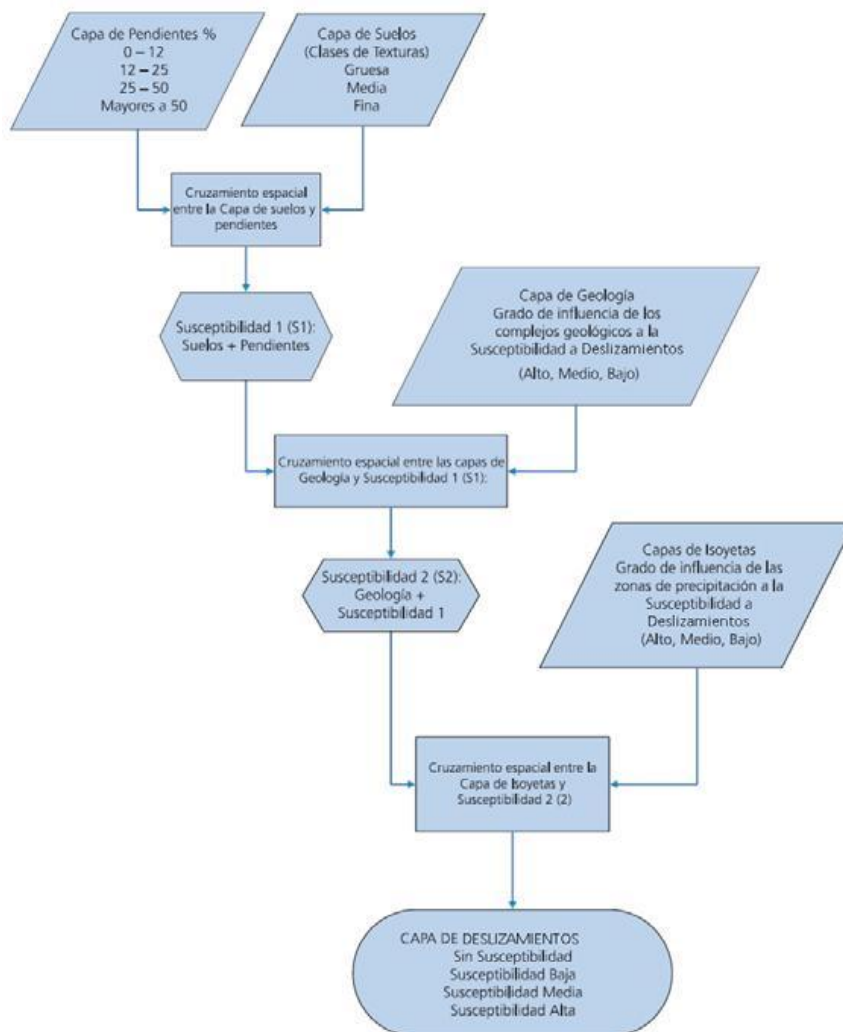 Capa de Pendientes %
0 – 12
12 – 25
25 – 50
Mayores a 50
Capa de Suelos
(Clases de Texturas)
Gruesa
Media
Fina
Cruzamiento espacial
entre la Capa de suelos y
pendientes
Susceptibilidad 1 (S1):
Suelos + Pendientes
Capa de Geología
Grado de influencia de los
complejos geológicos a la
Susceptibilidad a Deslizamientos
(Alto, Medio, Bajo)
Cruzamiento espacial entre las capas de
Geología y Susceptibilidad 1 (S1):
Susceptibilidad 2 (S2):
Geología +
Susceptibilidad 1
Capas de Isoyetas
Grado de influencia de las
zonas de precipitación a la
Susceptibilidad a
Deslizamientos
(Alto, Medio, Bajo)
Cruzamiento espacial entre la
Capa de Isoyetas y
Susceptibilidad 2 (2)
CAPA DE DESLIZAMIENTOS
Sin Susceptibilidad
Susceptibilidad Baja
Susceptibilidad Media
Susceptibilidad Alta